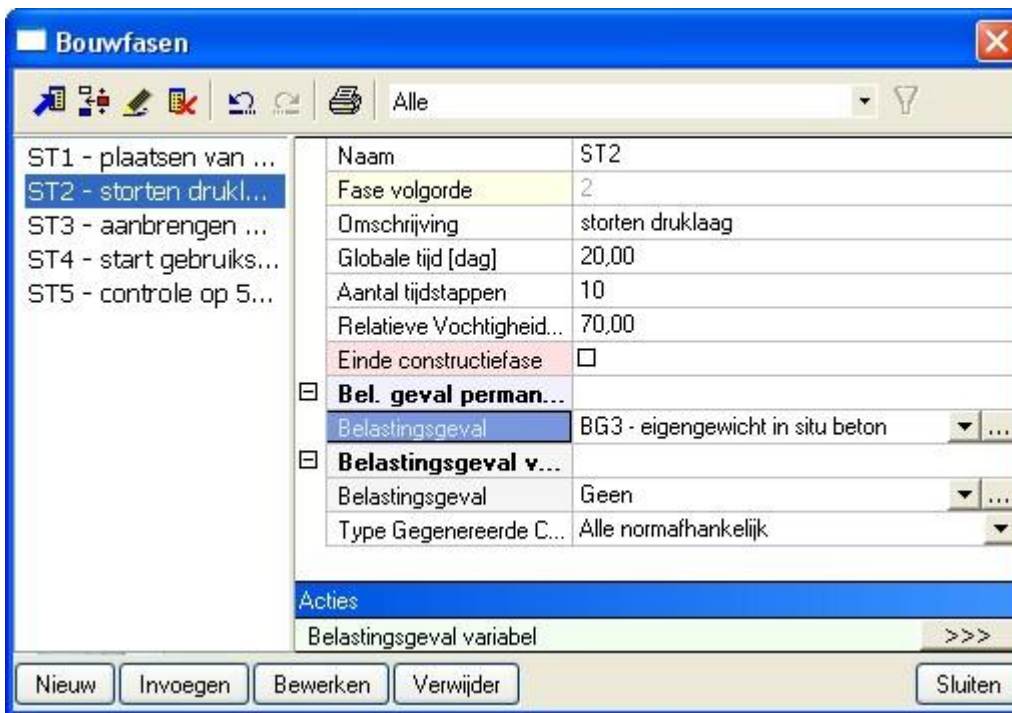 Bouwfasen
Alle
ST1 - plaatsen van ...
ST2 - storten drukl...
ST3 - aanbrengen ...
ST4 - start gebruiks...
ST5 - controle op 5...
Naam ST2
Fase volgorde 2
Omschrijving storten druklaag
Globale tijd [dag] 20,00
Aantal tijdstappen 10
Relatieve Vochtigheid... 70,00
Einde constructiefase
Bel. geval perman...
Belastingsgeval BG3 - eigengewicht in situ beton ...
Belastingsgeval v...
Belastingsgeval Geen ...
Type Gegenereerde C... Alle normafhankelijk
Acties
Belastingsgeval variabel >>>
Nieuw Invoegen Bewerken Verwijder Sluiten